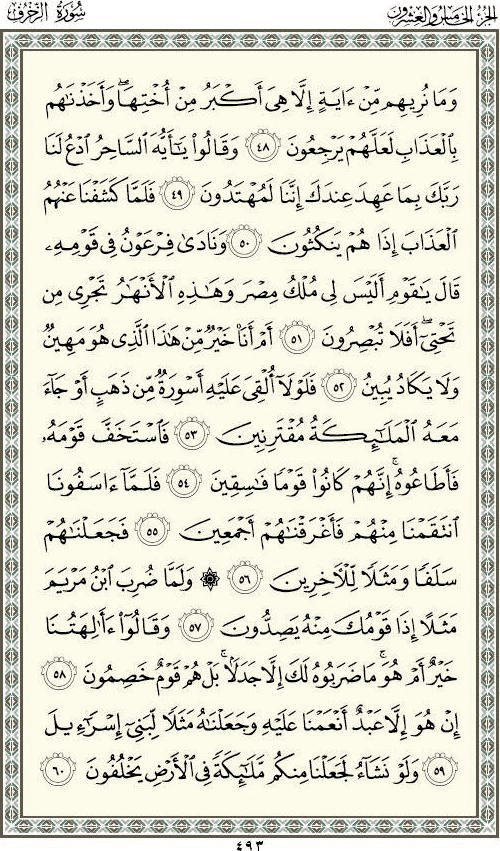 الجزء الخامس والعشرون
سورة الزخرف
وَمَا نُرِيهِم مِّنْ ءَايَةٍ إِلَّا هِىَ أَكْبَرُ مِنْ أُخْتِهَا ۖ وَأَخَذْنَٰهُم
بِٱلْعَذَابِ لَعَلَّهُمْ يَرْجِعُونَ ٤٨ وَقَالُوا۟ يَٰٓأَيُّهَ ٱلسَّاحِرُ ٱدْعُ لَنَا
رَبَّكَ بِمَا عَهِدَ عِندَكَ إِنَّنَا لَمُهْتَدُونَ ٤٩ فَلَمَّا كَشَفْنَا عَنْهُمُ
ٱلْعَذَابَ إِذَا هُمْ يَنكُثُونَ ٥٠ وَنَادَىٰ فِرْعَوْنُ فِى قَوْمِهِۦ
قَالَ يَٰقَوْمِ أَلَيْسَ لِى مُلْكُ مِصْرَ وَهَٰذِهِ ٱلْأَنْهَٰرُ تَجْرِى مِن
تَحْتِىٓ ۖ أَفَلَا تُبْصِرُونَ ٥١ أَمْ أَنَا۠ خَيْرٌ مِّنْ هَٰذَا ٱلَّذِى هُوَ مَهِينٌ
وَلَا يَكَادُ يُبِينُ ٥٢ فَلَوْلَآ أُلْقِىَ عَلَيْهِ أَسْوِرَةٌ مِّن ذَهَبٍ أَوْ جَآءَ
مَعَهُ ٱلْمَلَٰٓئِكَةُ مُقْتَرِنِينَ ٥٣ فَٱسْتَخَفَّ قَوْمَهُۥ
فَأَطَاعُوهُ ۚ إِنَّهُمْ كَانُوا۟ قَوْمًا فَٰسِقِينَ ٥٤ فَلَمَّآ ءَاسَفُونَا
ٱنتَقَمْنَا مِنْهُمْ فَأَغْرَقْنَٰهُمْ أَجْمَعِينَ ٥٥ فَجَعَلْنَٰهُمْ
سَلَفًا وَمَثَلًا لِّلْءَاخِرِينَ ٥٦ ۞ وَلَمَّا ضُرِبَ ٱبْنُ مَرْيَمَ
مَثَلًا إِذَا قَوْمُكَ مِنْهُ يَصِدُّونَ ٥٧ وَقَالُوٓا۟ ءَأَٰلِهَتُنَا
خَيْرٌ أَمْ هُوَ ۚ مَا ضَرَبُوهُ لَكَ إِلَّا جَدَلًۢا ۚ بَلْ هُمْ قَوْمٌ خَصِمُونَ ٥٨
إِنْ هُوَ إِلَّا عَبْدٌ أَنْعَمْنَا عَلَيْهِ وَجَعَلْنَٰهُ مَثَلًا لِّبَنِىٓ إِسْرَٰٓءِيلَ
٥٩ وَلَوْ نَشَآءُ لَجَعَلْنَا مِنكُم مَّلَٰٓئِكَةً فِى ٱلْأَرْضِ يَخْلُفُونَ ٦٠
٤٩٣